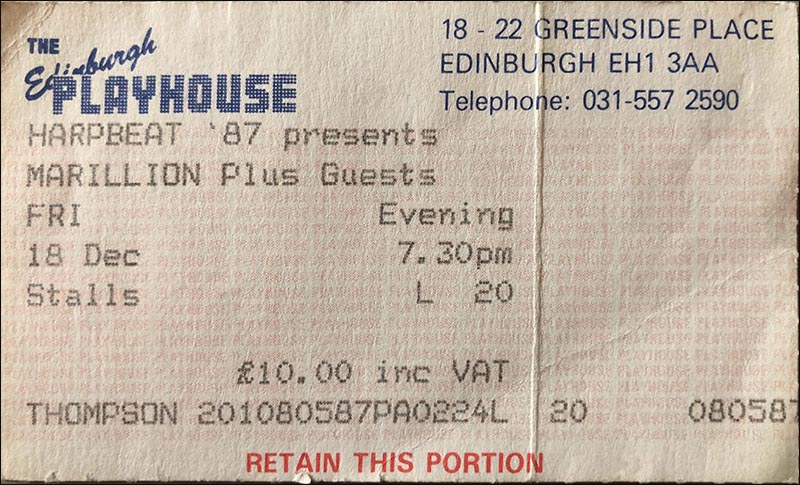 THE
Edinburgh
PLAYHOUSE
18 - 22 GREENSIDE PLACE
EDINBURGH EH1 3AA
Telephone: 031-557 2590
HARPBEAT '87 presents
MARILLION Plus Guests
FRI Evening
18 Dec 7.30pm
Stalls L 20
£10.00 inc VAT
THOMPSON 201080587PA0224L 20 080587
RETAIN THIS PORTION